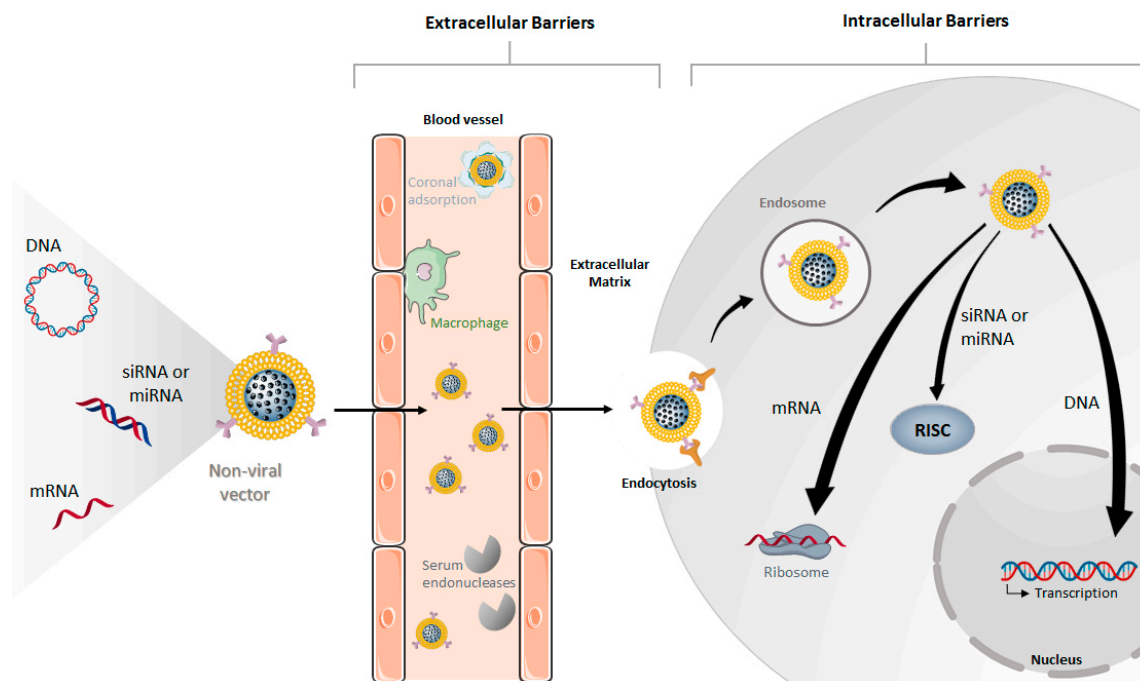 Extracellular Barriers
Intracellular Barriers
Blood vessel
Coronal
adsorption
Macrophage
Serum
endonucleases
DNA
siRNA or
miRNA
mRNA
Non-viral
vector
Extracellular
Matrix
Endocytosis
Endosome
mRNA
siRNA or
miRNA
DNA
RISC
Ribosome
Transcription
Nucleus